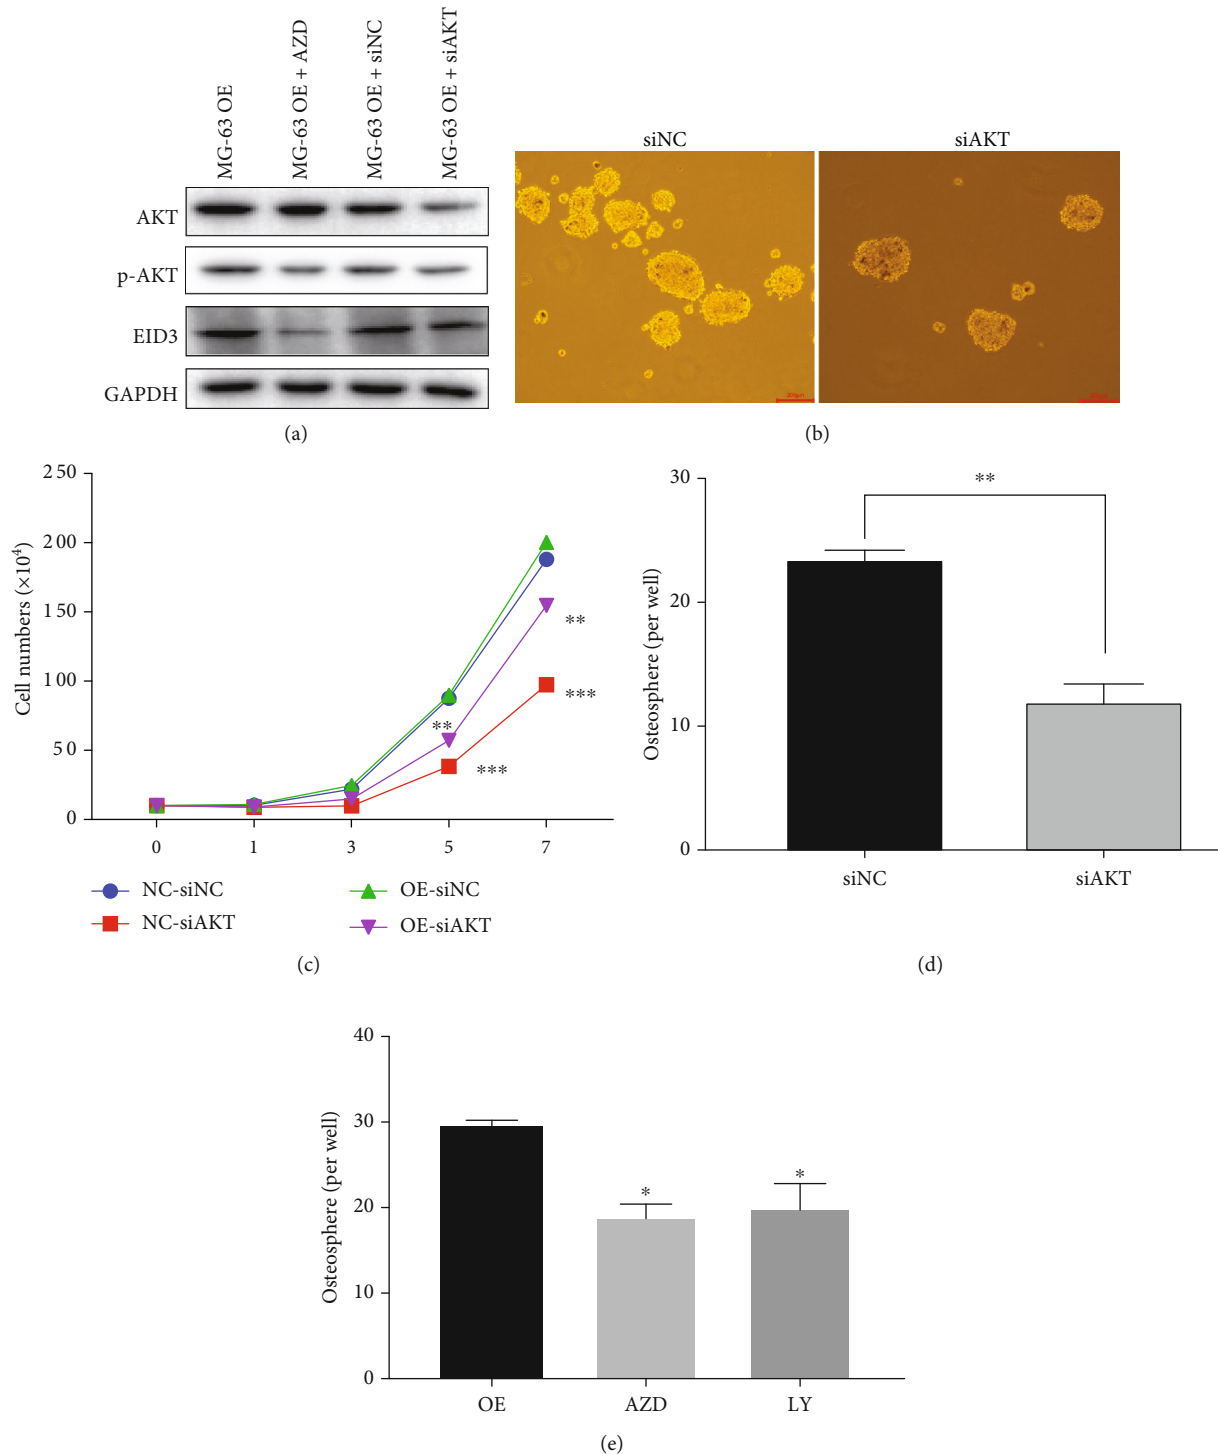 MG-63 OE
MG-63 OE + AZD
MG-63 OE + siNC
MG-63 OE + siAKT
AKT
p-AKT
EID3
GAPDH
(a)
siNC
siAKT
(b)
250
200
150
100
50
0
Cell numbers (×10⁴)
**
***
**
***
0 1 3 5 7
NC-siNC
OE-siNC
NC-siAKT
OE-siAKT
(c)
30
20
10
0
Osteosphere (per well)
**
siNC siAKT
(d)
40
30
20
10
0
Osteosphere (per well)
*
*
OE AZD LY
(e)